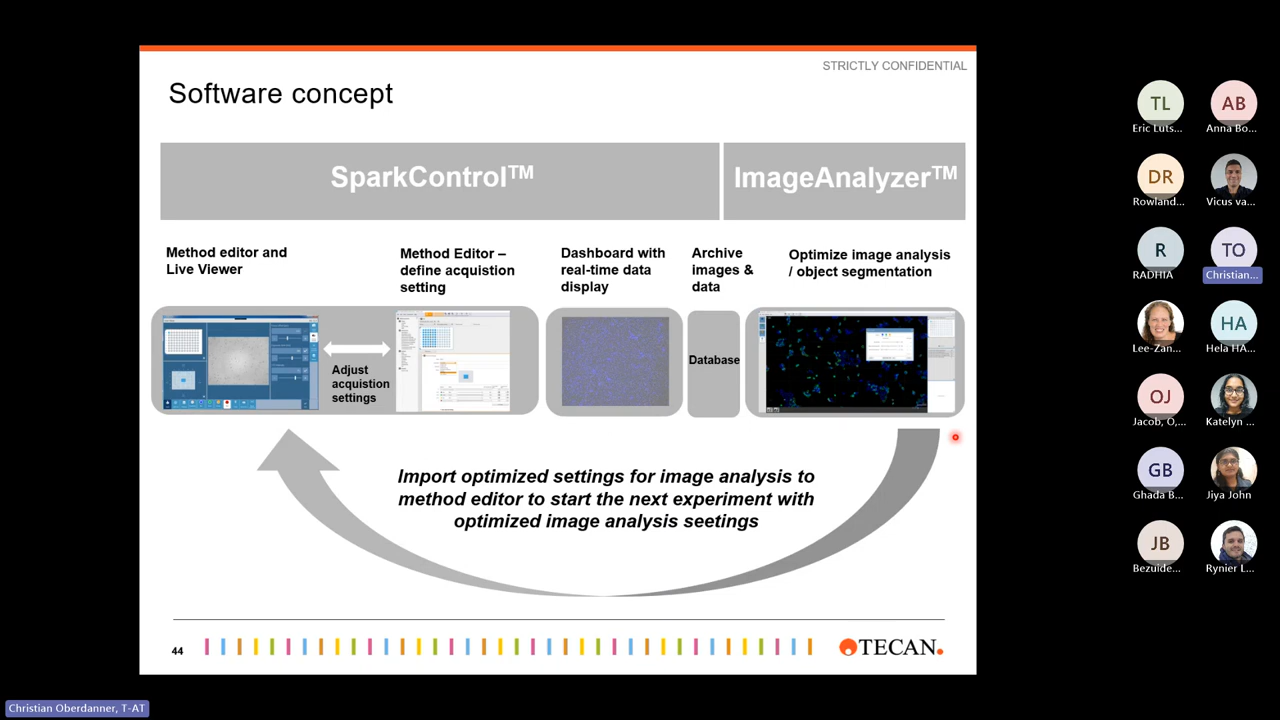 STRICTLY CONFIDENTIAL
Software concept
SparkControl™
ImageAnalyzer™
Method editor and
Live Viewer
Method Editor –
define acquistion
setting
Dashboard with
real-time data
display
Archive
images &
data
Optimize image analysis
/ object segmentation
Adjust
acquistion
settings
Database
Import optimized settings for image analysis to
method editor to start the next experiment with
optimized image analysis seetings
44
TECAN.
TL
Eric Luts...
AB
Anna Bo...
DR
Rowland...
Vicus va...
R
RADHIA
TO
Christian...
Lee-Zan...
HA
Hela HA...
OJ
Jacob, O,...
Katelyn ...
GB
Ghada B...
Jiya John
JB
Bezuide...
Rynier L...
Christian Oberdanner, T-AT